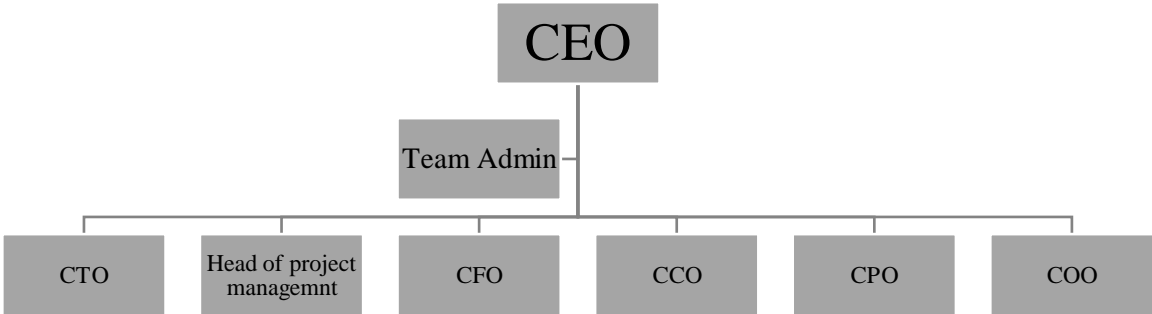 CEO
Team Admin
CTO
Head of project
managemnt
CFO
CCO
CPO
COO